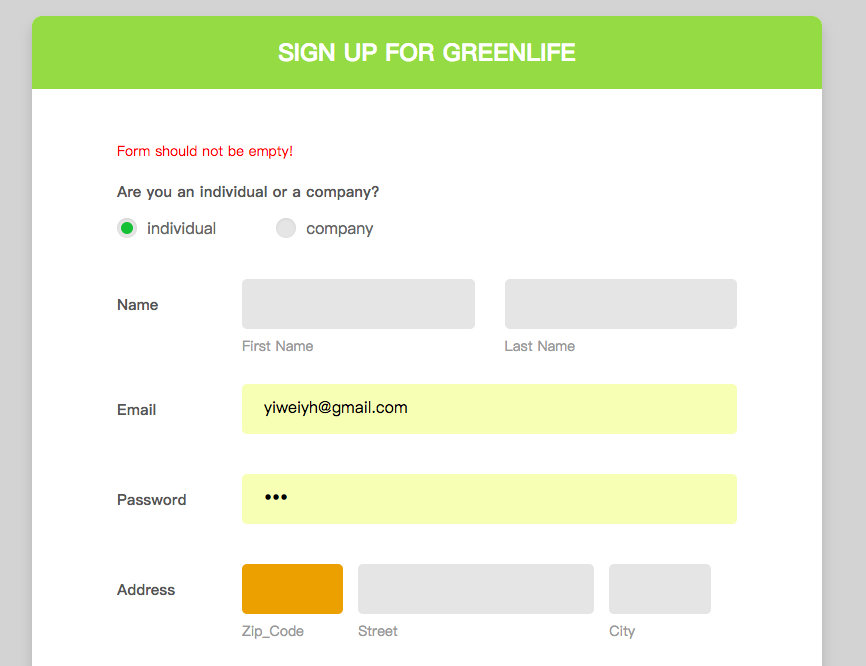 SIGN UP FOR GREENLIFE
Form should not be empty!
Are you an individual or a company?
individual company
Name
First Name Last Name
Email yiweiyh@gmail.com
Password •••
Address
Zip_Code Street City